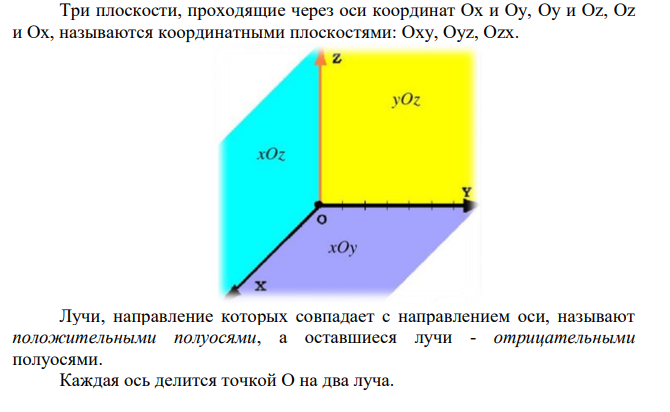 Три плоскости, проходящие через оси координат Ox и Oy, Oy и Oz, Oz
и Ox, называются координатными плоскостями: Oxy, Oyz, Ozx.
Z
yOz
xOz
Y
O
xOy
X
Лучи, направление которых совпадает с направлением оси, называют
положительными полуосями, а оставшиеся лучи - отрицательными
полуосями.
Каждая ось делится точкой О на два луча.